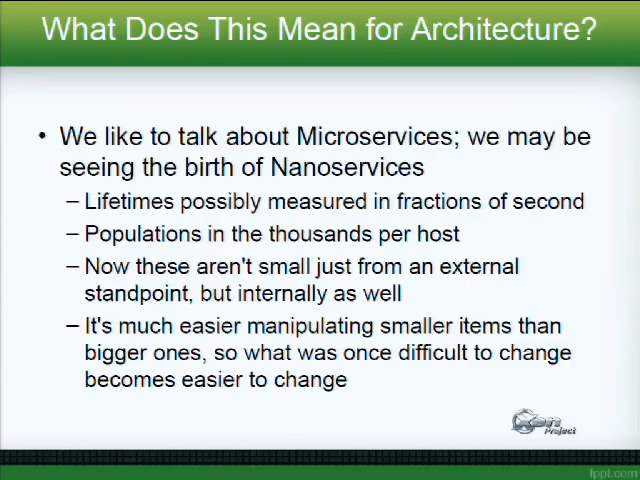 What Does This Mean for Architecture?
• We like to talk about Microservices; we may be
seeing the birth of Nanoservices
– Lifetimes possibly measured in fractions of second
– Populations in the thousands per host
– Now these aren't small just from an external
standpoint, but internally as well
– It's much easier manipulating smaller items than
bigger ones, so what was once difficult to change
becomes easier to change
Xen
Project
fppt.com